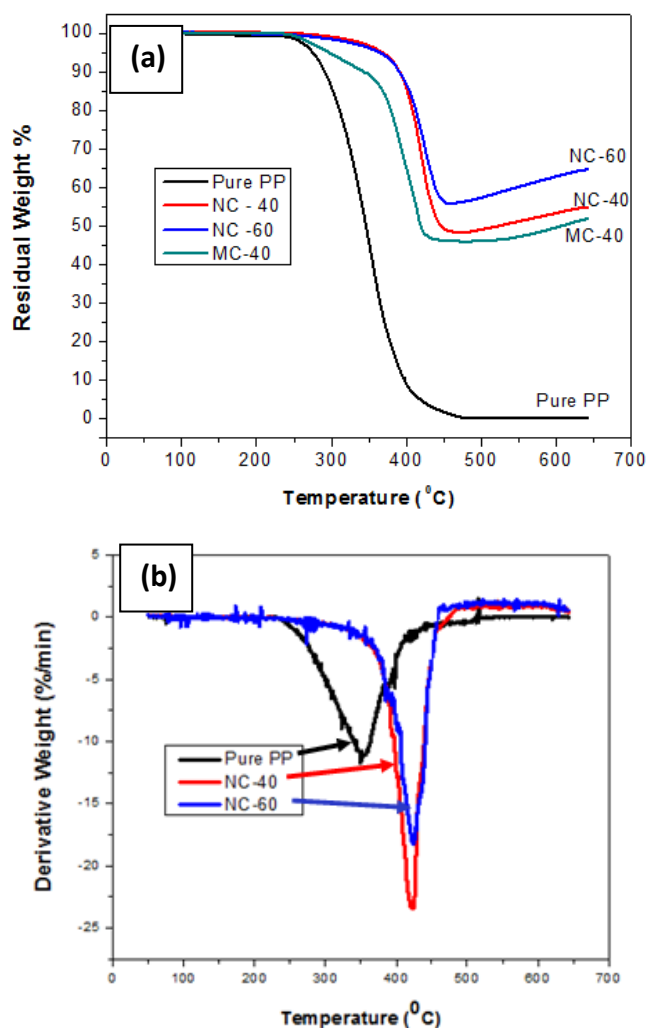 (a)
100
90
80
70
60
50
40
30
20
10
0
Residual Weight %
Pure PP
NC - 40
NC -60
MC-40
NC-60
NC-40
MC-40
Pure PP
0 100 200 300 400 500 600 700
Temperature ( ⁰C)
(b)
5
0
-5
-10
-15
-20
-25
Derivative Weight (%/min)
Pure PP
NC-40
NC-60
0 100 200 300 400 500 600 700
Temperature (⁰C)